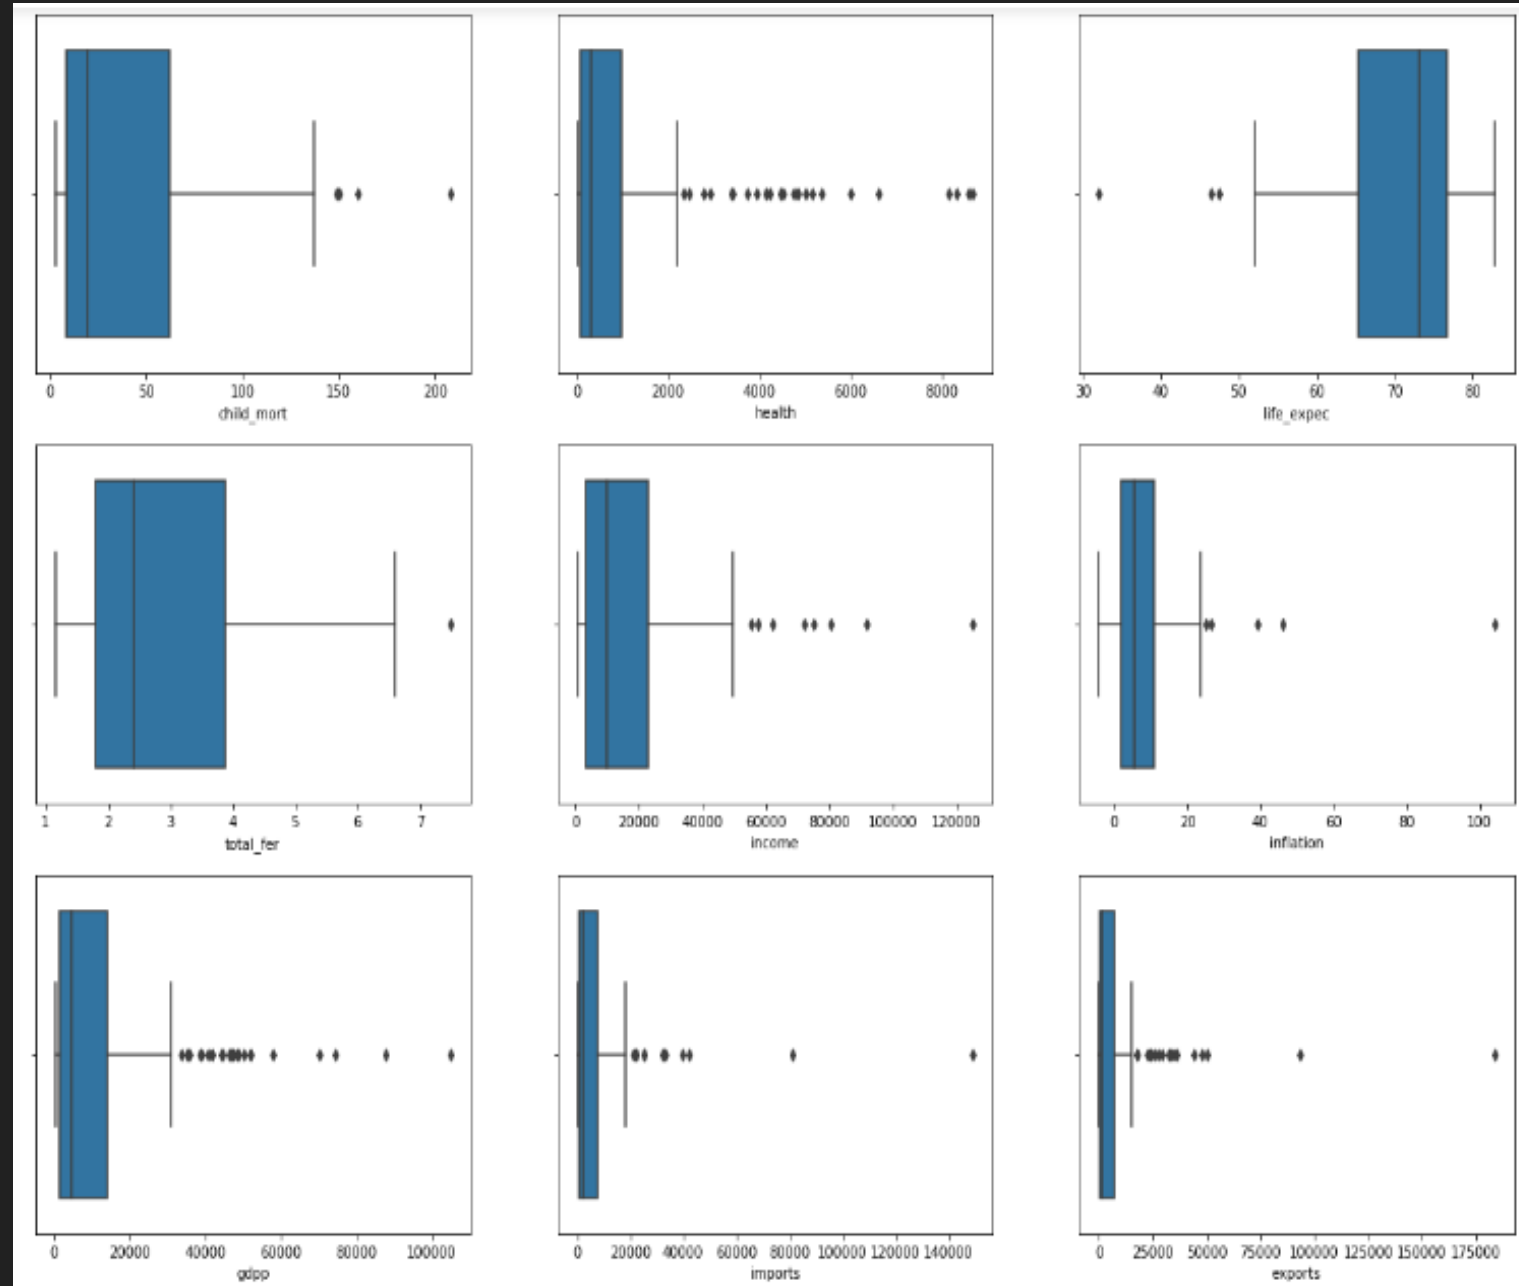 0 50 100 150 200
child_mort
0 2000 4000 6000 8000
health
30 40 50 60 70 80
life_expec
1 2 3 4 5 6 7
total_fer
0 20000 40000 60000 80000 100000 120000
income
0 20 40 60 80 100
inflation
0 20000 40000 60000 80000 100000
gdpp
0 20000 40000 60000 80000 100000 120000 140000
imports
0 25000 50000 75000 100000 125000 150000 175000
exports